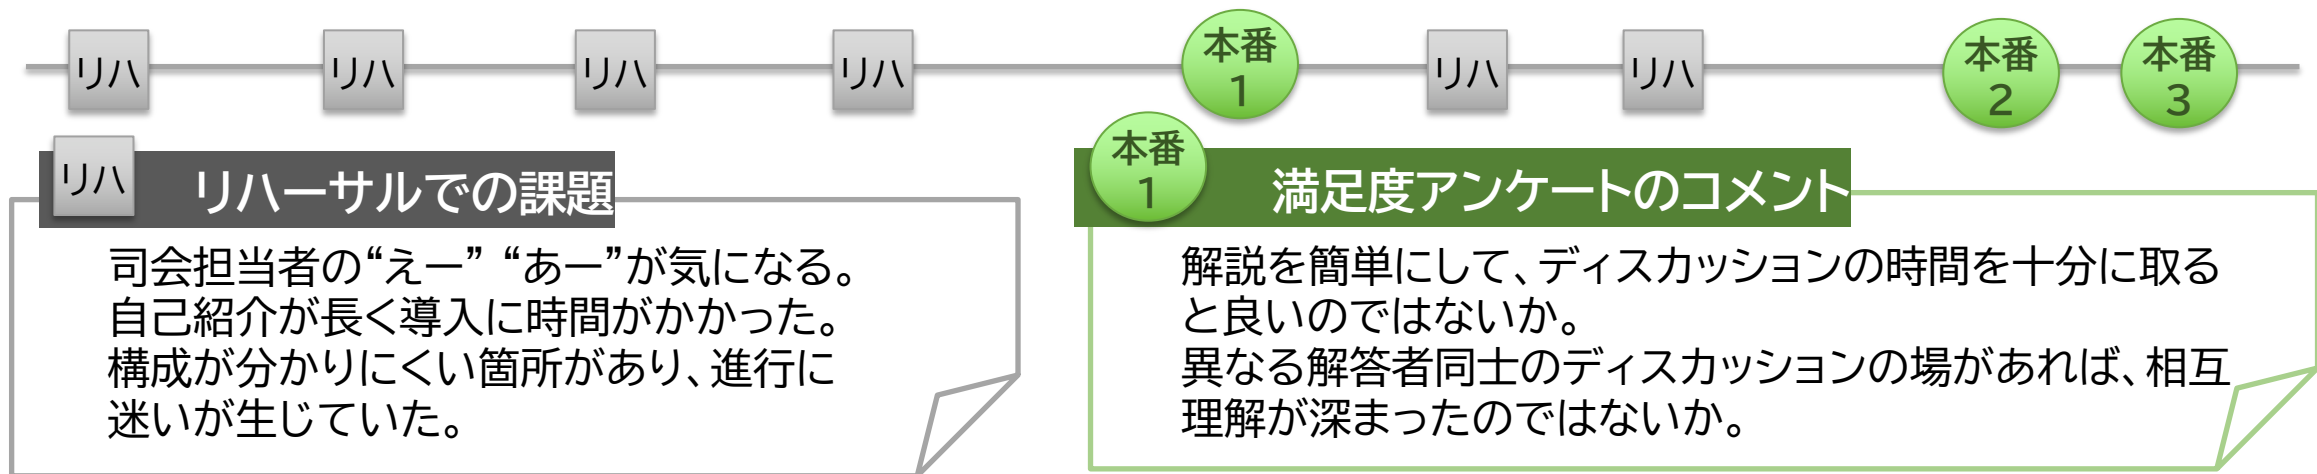 リハ
リハ
リハ
リハ
本番
1
リハ
リハ
本番
2
本番
3
リハ
リハーサルでの課題
司会担当者の“えー” “あー”が気になる。
自己紹介が長く導入に時間がかかった。
構成が分かりにくい箇所があり、進行に
迷いが生じていた。
本番
1
満足度アンケートのコメント
解説を簡単にして、ディスカッションの時間を十分に取る
と良いのではないか。
異なる解答者同士のディスカッションの場があれば、相互
理解が深まったのではないか。